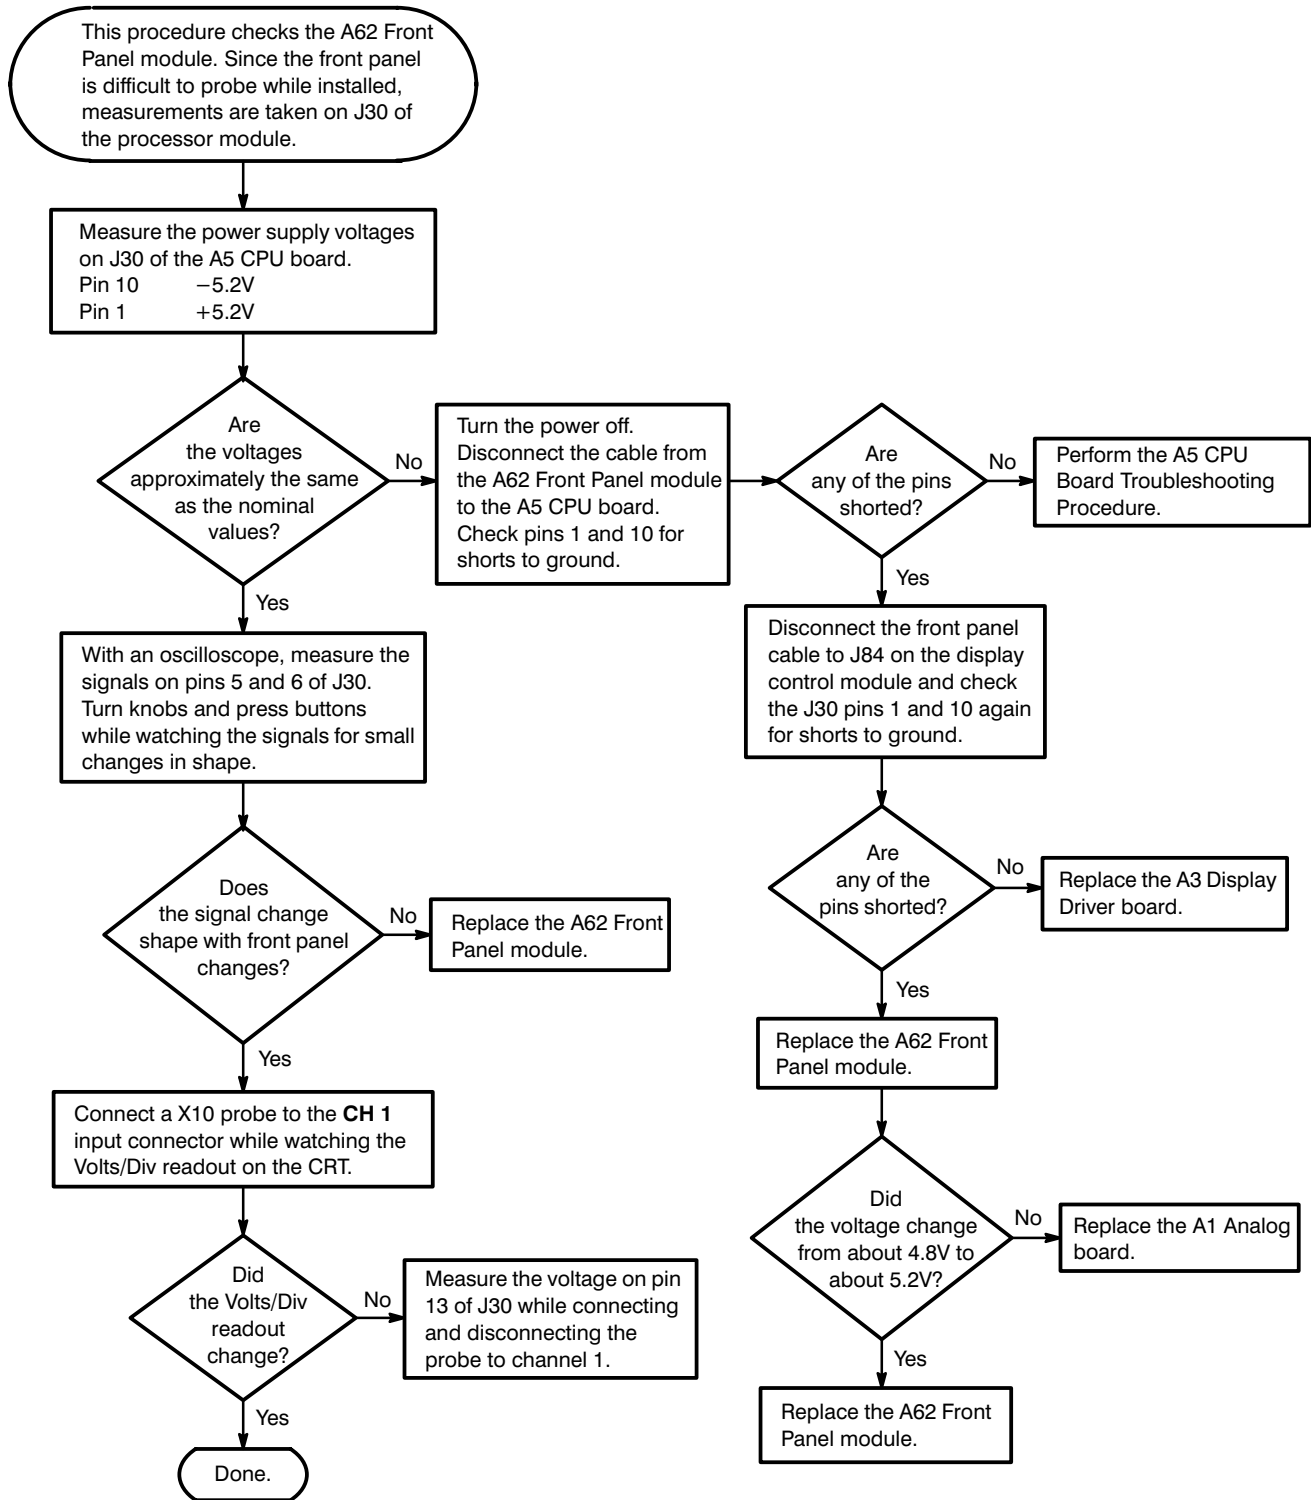 This procedure checks the A62 Front
Panel module. Since the front panel
is difficult to probe while installed,
measurements are taken on J30 of
the processor module.
Measure the power supply voltages
on J30 of the A5 CPU board.
Pin 10 −5.2V
Pin 1 +5.2V
Are
the voltages
approximately the same
as the nominal
values?
No
Turn the power off.
Disconnect the cable from
the A62 Front Panel module
to the A5 CPU board.
Check pins 1 and 10 for
shorts to ground.
Are
any of the pins
shorted?
No
Perform the A5 CPU
Board Troubleshooting
Procedure.
Yes
Yes
With an oscilloscope, measure the
signals on pins 5 and 6 of J30.
Turn knobs and press buttons
while watching the signals for small
changes in shape.
Disconnect the front panel
cable to J84 on the display
control module and check
the J30 pins 1 and 10 again
for shorts to ground.
Does
the signal change
shape with front panel
changes?
No
Replace the A62 Front
Panel module.
Are
any of the
pins shorted?
No
Replace the A3 Display
Driver board.
Yes
Replace the A62 Front
Panel module.
Yes
Connect a X10 probe to the CH 1
input connector while watching the
Volts/Div readout on the CRT.
Did
the Volts/Div
readout
change?
No
Measure the voltage on pin
13 of J30 while connecting
and disconnecting the
probe to channel 1.
Did
the voltage change
from about 4.8V to
about 5.2V?
No
Replace the A1 Analog
board.
Yes
Replace the A62 Front
Panel module.
Yes
Done.